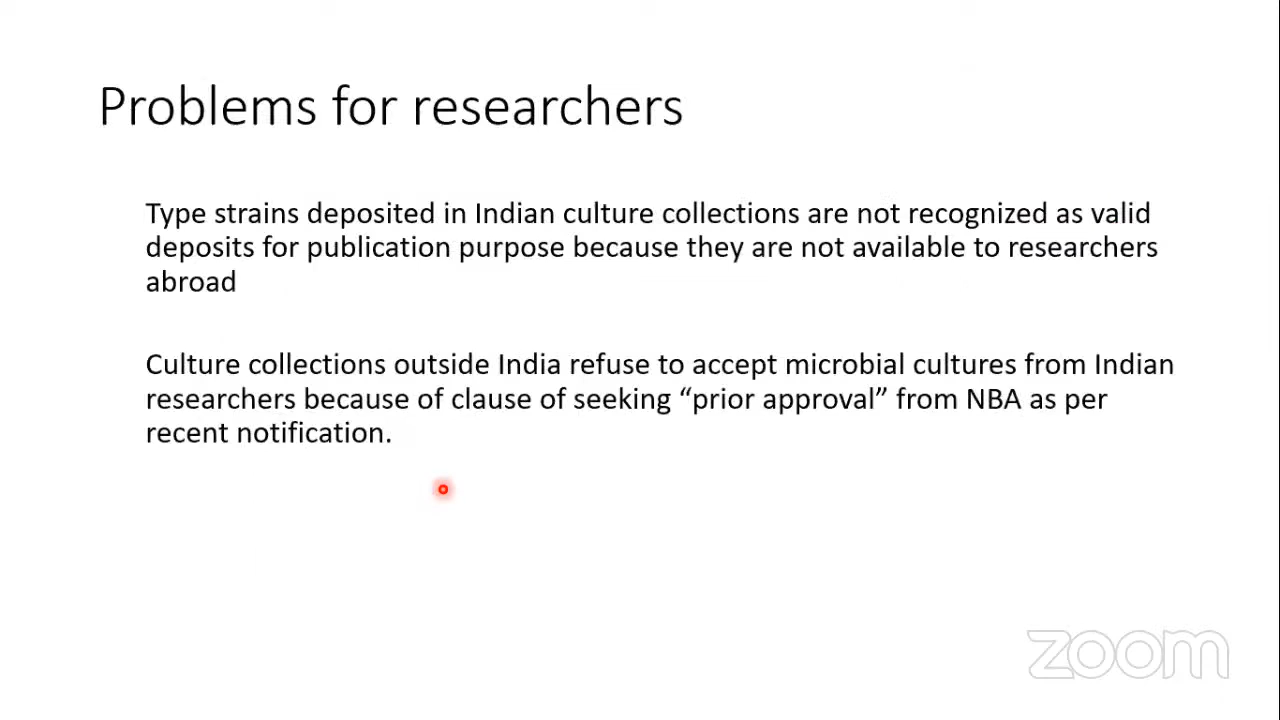 Problems for researchers
Type strains deposited in Indian culture collections are not recognized as valid
deposits for publication purpose because they are not available to researchers
abroad
Culture collections outside India refuse to accept microbial cultures from Indian
researchers because of clause of seeking “prior approval” from NBA as per
recent notification.
zoom